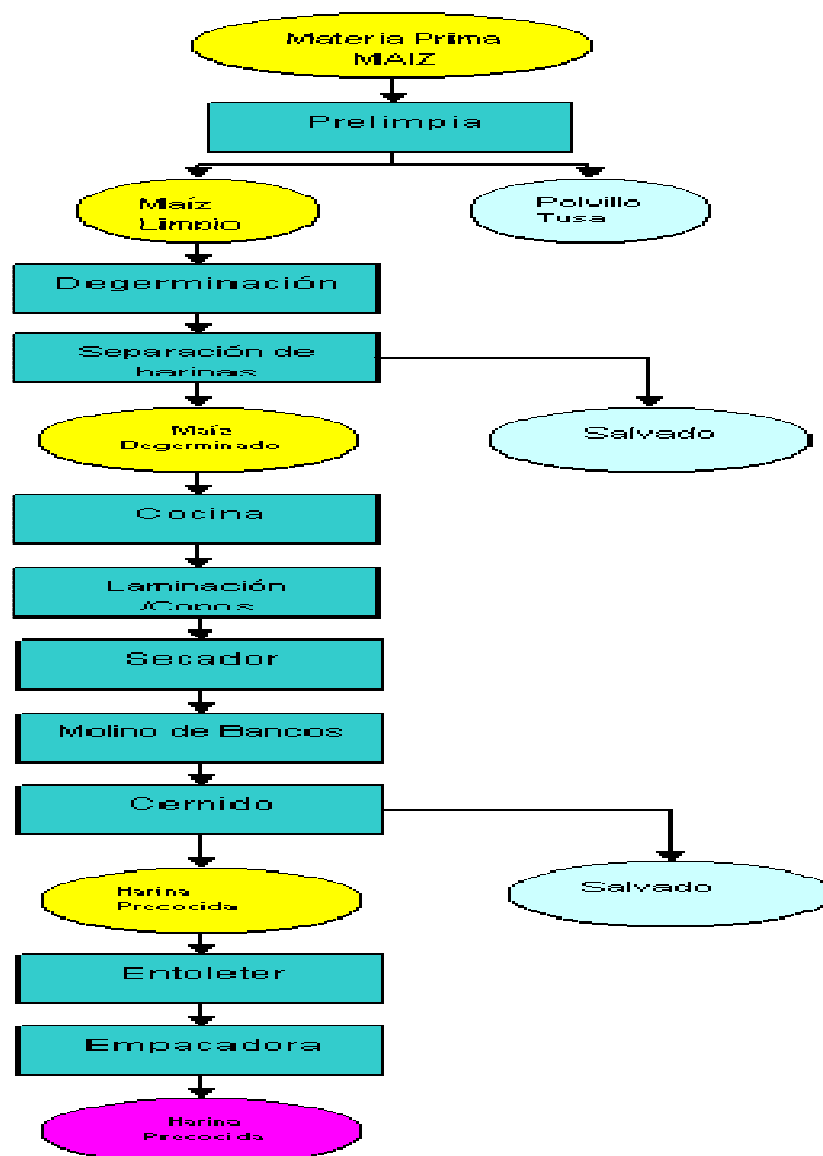 Materia Prima
MAIZ
Prelimpia
Maíz
Limpio
Polvillo
Tusa
Degerminación
Separación de
harinas
Maíz
Degerminado
Salvado
Cocina
Laminación
/Copos
Secador
Molino de Bancos
Cernido
Harina
Precocida
Salvado
Entoleter
Empacadora
Harina
Precocida